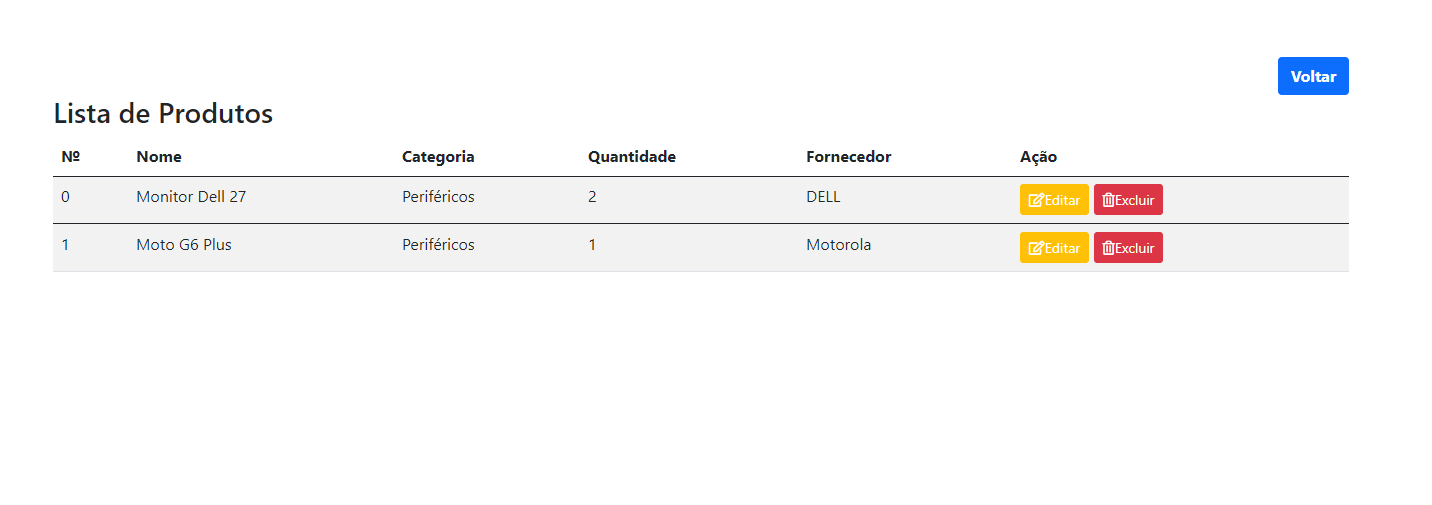 Voltar
Lista de Produtos
Nº Nome Categoria Quantidade Fornecedor Ação
0 Monitor Dell 27 Periféricos 2 DELL Editar Excluir
1 Moto G6 Plus Periféricos 1 Motorola Editar Excluir